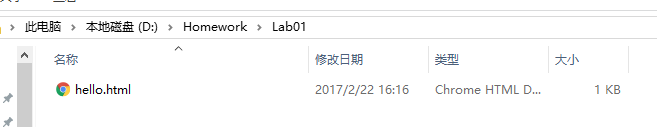 此电脑 > 本地磁盘 (D:) > Homework > Lab01
名称 修改日期 类型 大小
hello.html 2017/2/22 16:16 Chrome HTML D... 1 KB